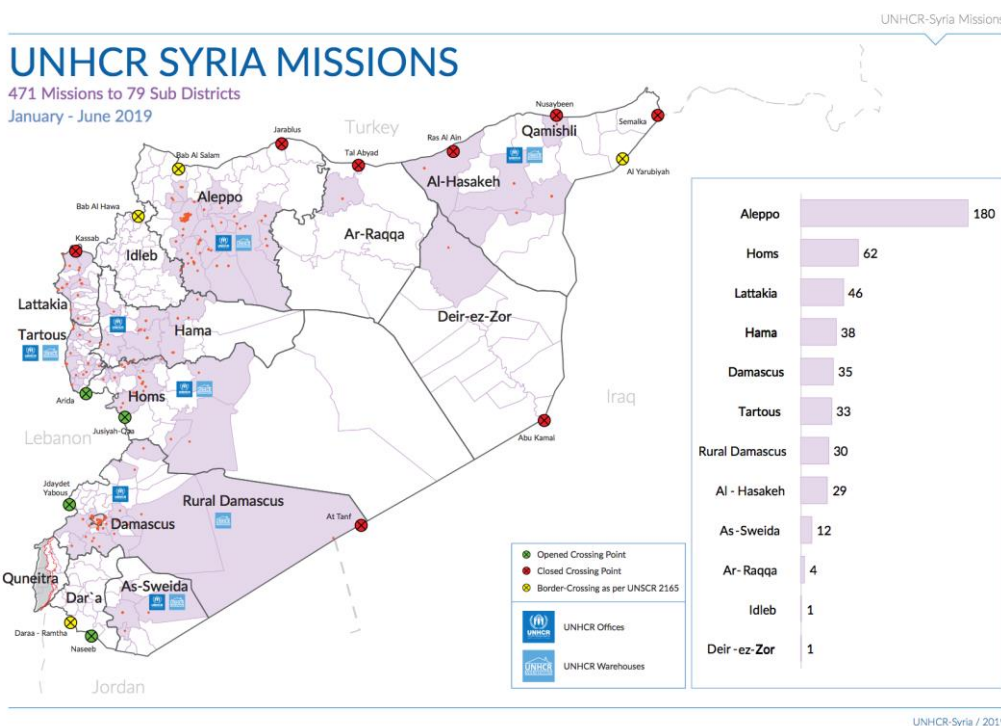 UNHCR-Syria Missions
UNHCR SYRIA MISSIONS
471 Missions to 79 Sub Districts
January - June 2019
Turkey
Nusaybeen
Semalka
Jarablus
Ras Al Ain
Qamishli
Tal Abyad
Bab Al Salam
Al Yarubiyah
Al-Hasakeh
Aleppo
Bab Al Hawa
Ar-Raqqa
Kassab
Idleb
Lattakia
Deir-ez-Zor
Tartous
Hama
Arida
Homs
Iraq
Jusiyah-Qaa
Abu Kamal
Lebanon
Jdaydet
Yabous
Rural Damascus
Damascus
At Tanf
Quneitra
As-Sweida
Dar`a
Daraa - Ramtha
Naseeb
Jordan
Opened Crossing Point
Closed Crossing Point
Border-Crossing as per UNSCR 2165
UNHCR
UNHCR Offices
UNHCR
UNHCR Warehouses
Aleppo 180
Homs 62
Lattakia 46
Hama 38
Damascus 35
Tartous 33
Rural Damascus 30
Al - Hasakeh 29
As-Sweida 12
Ar- Raqqa 4
Idleb 1
Deir -ez-Zor 1
UNHCR-Syria / 2019